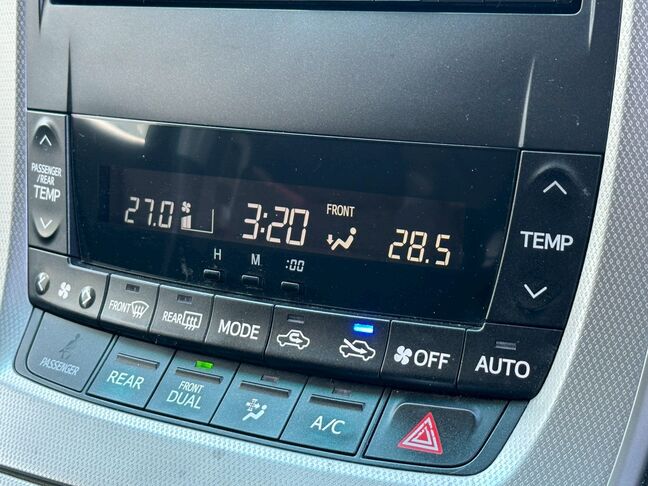 PASSENGER
/REAR
TEMP
27.0
3:20
FRONT
28.5
TEMP
H
M
:00
FRONT
REAR
MODE
OFF
AUTO
PASSENGER
REAR
FRONT
DUAL
A/C